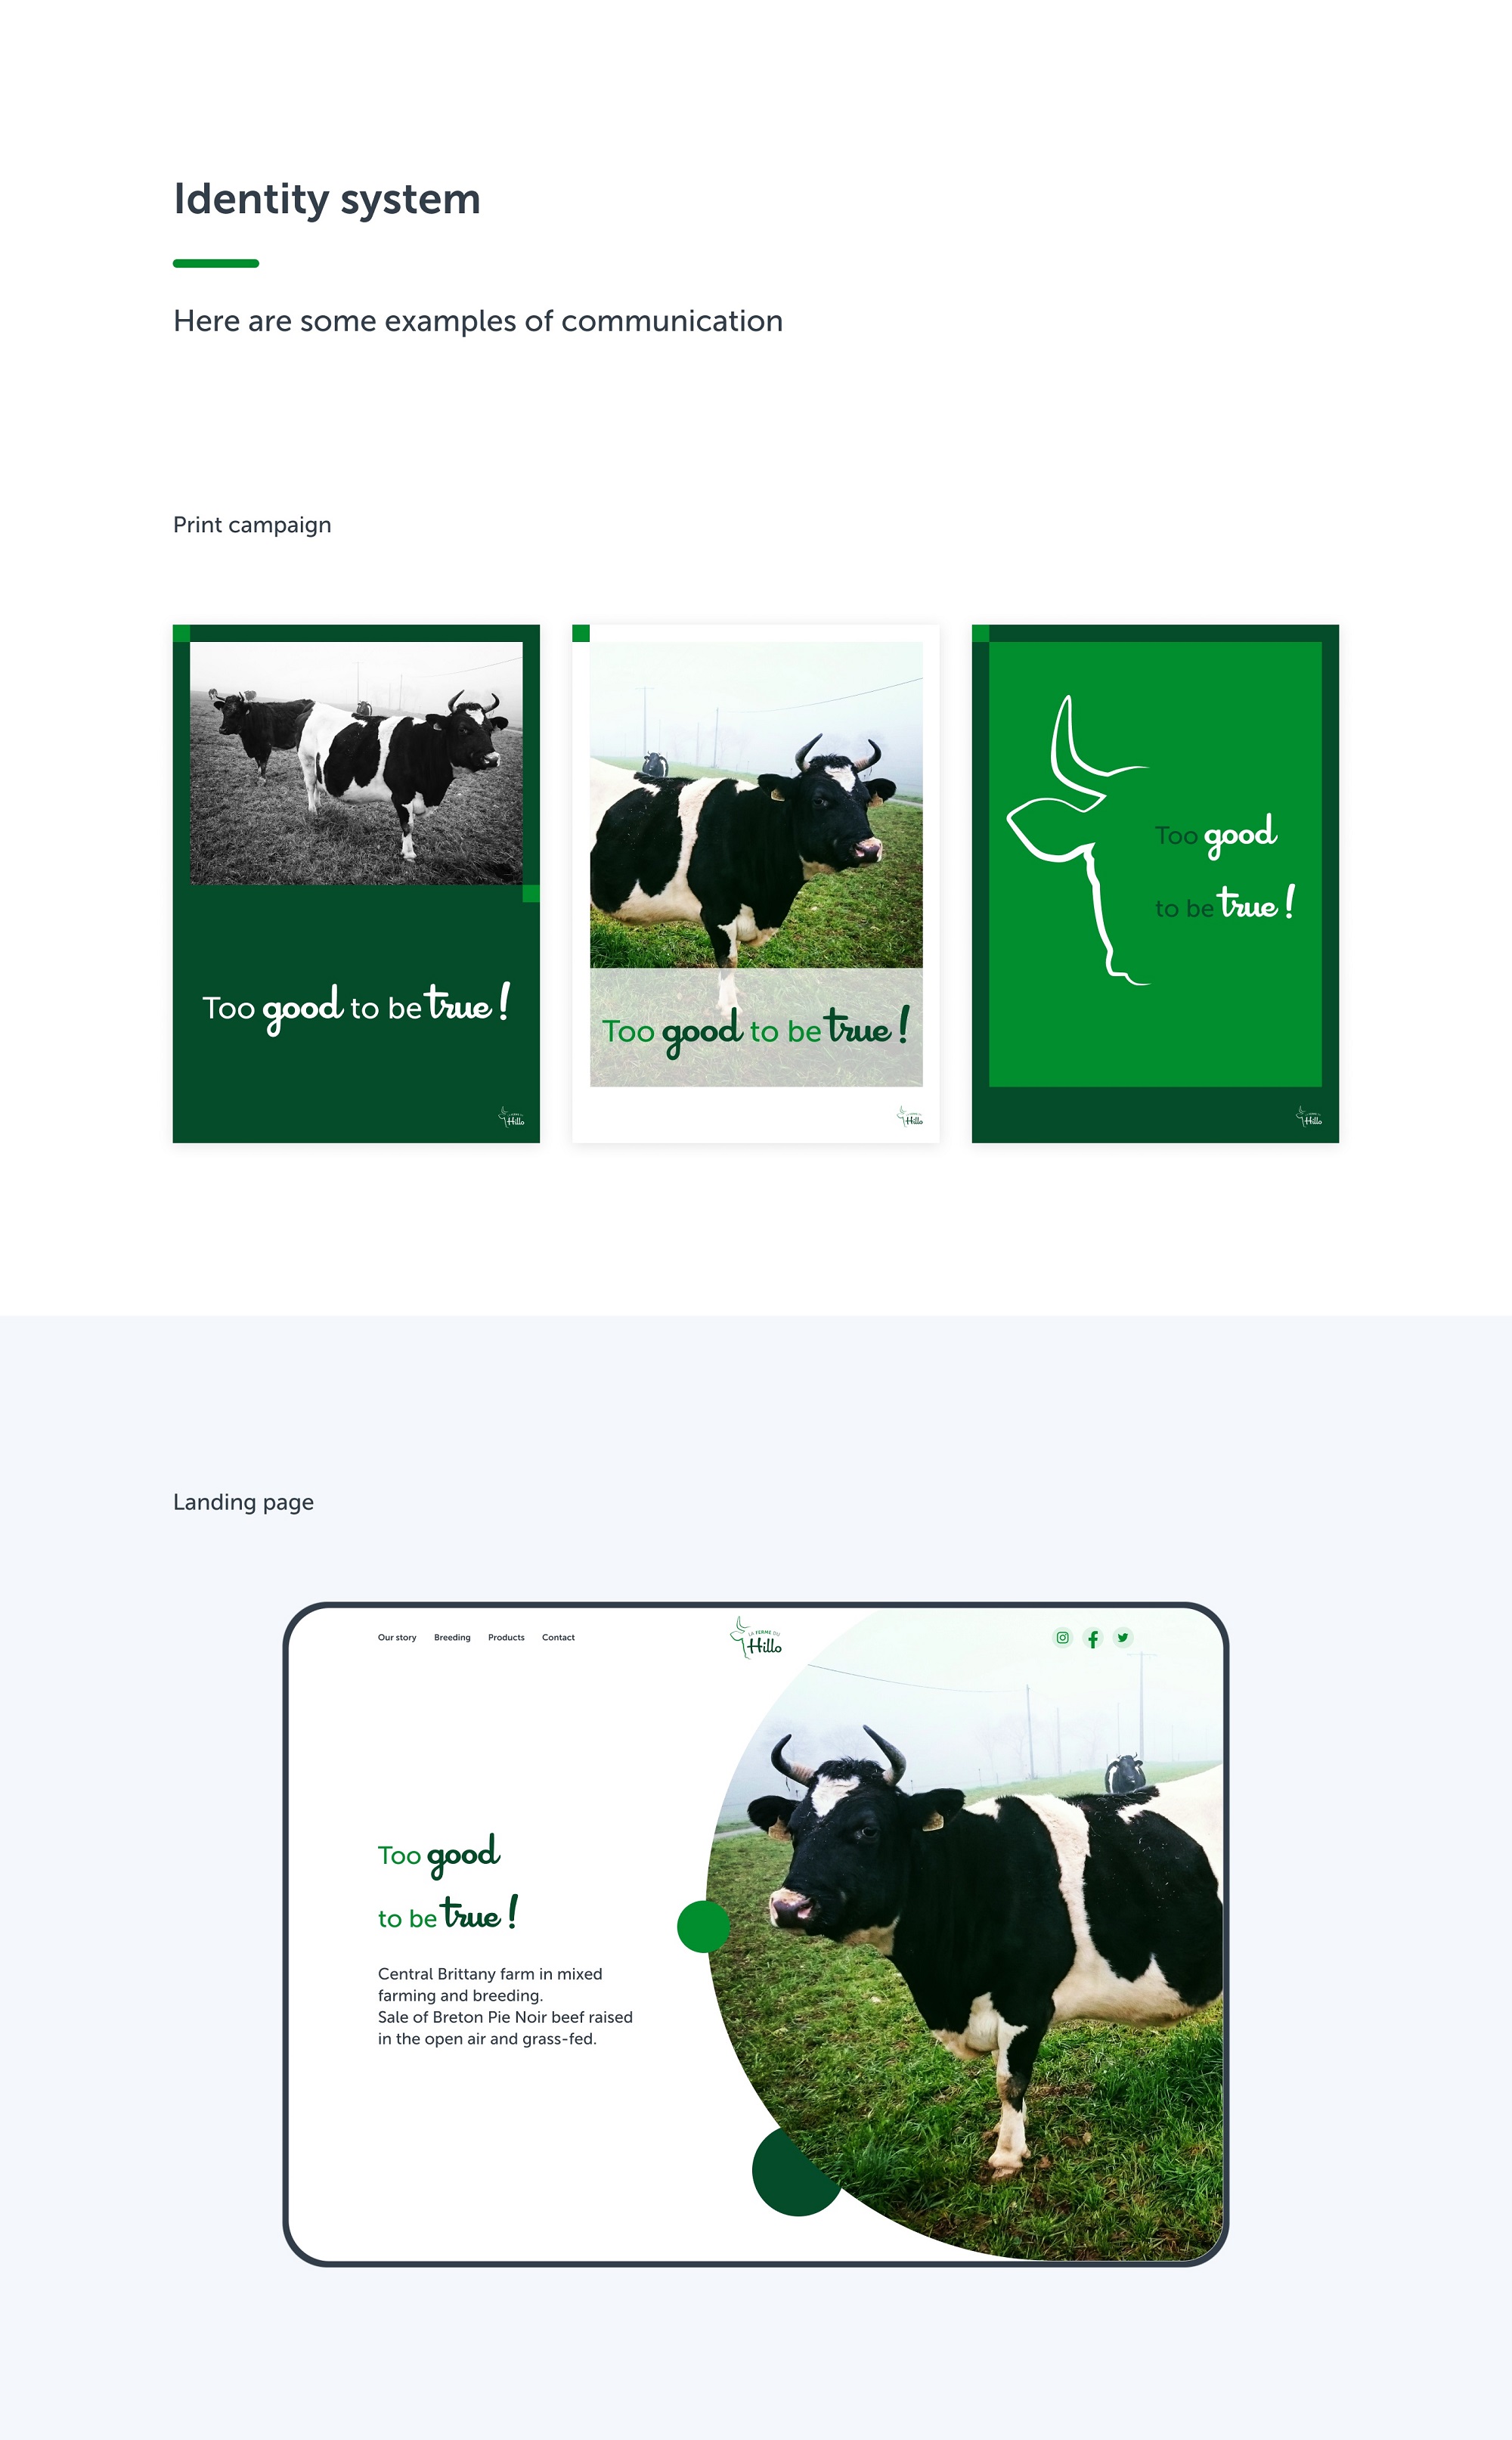 Identity system
Here are some examples of communication
Print campaign
Too good to be true !
Hillo
Too good to be true !
Hillo
Too good
to be true !
Hillo
Landing page
Our story Breeding Products Contact
LA FERME DU
Hillo
Too good
to be true !
Central Brittany farm in mixed
farming and breeding.
Sale of Breton Pie Noir beef raised
in the open air and grass-fed.